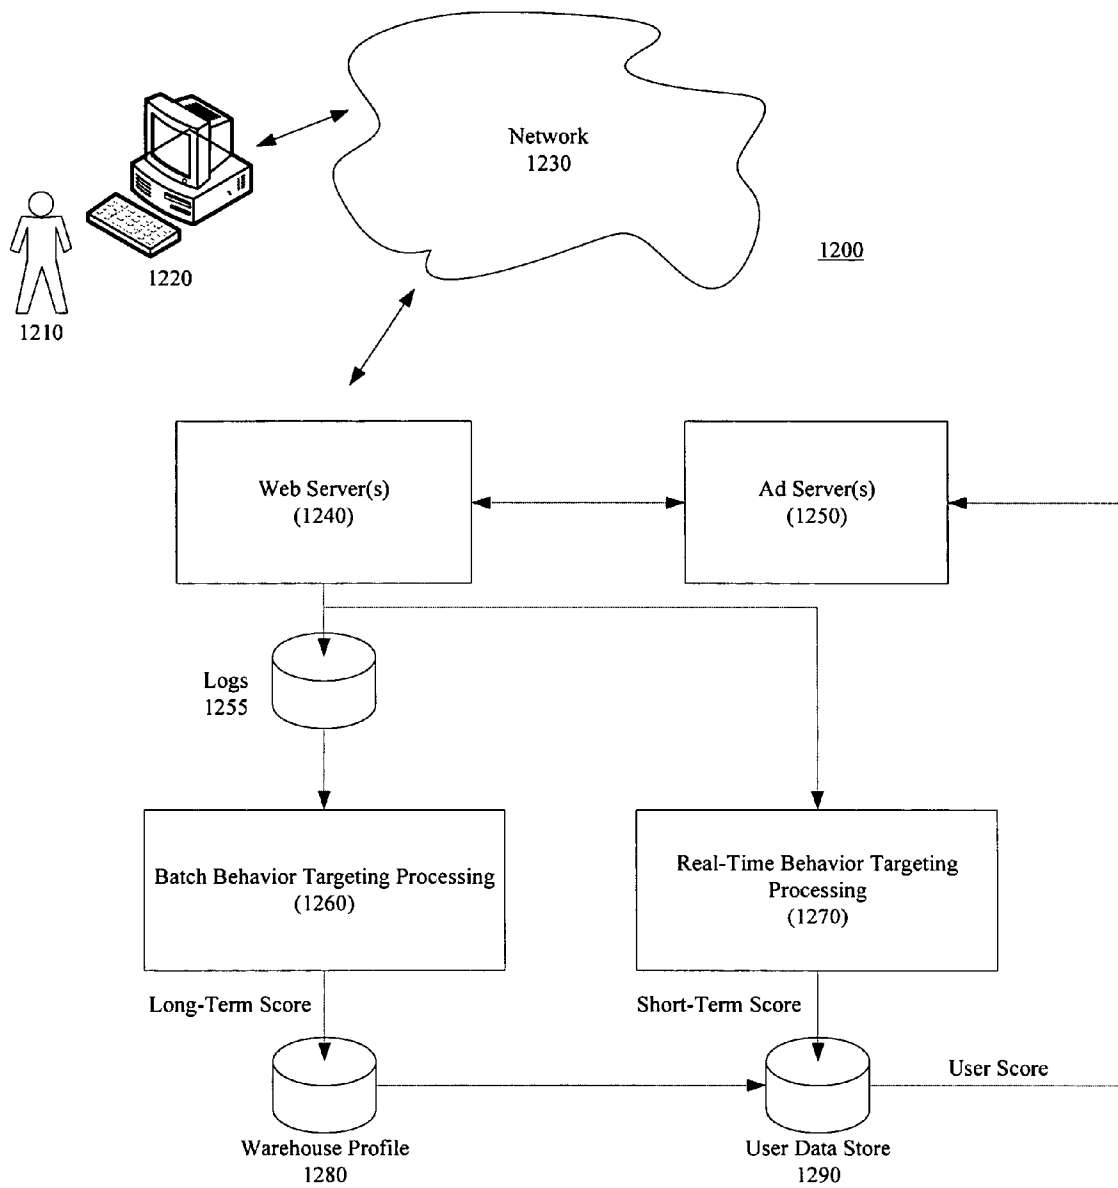 Network
1230
1200
1220
1210
Web Server(s)
(1240)
Ad Server(s)
(1250)
Logs
1255
Batch Behavior Targeting Processing
(1260)
Real-Time Behavior Targeting
Processing
(1270)
Long-Term Score
Short-Term Score
User Score
Warehouse Profile
1280
User Data Store
1290